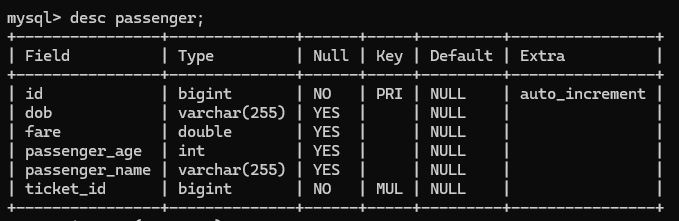 mysql> desc passenger;
+----------------+--------------+------+-----+---------+----------------+
| Field          | Type         | Null | Key | Default | Extra          |
+----------------+--------------+------+-----+---------+----------------+
| id             | bigint       | NO   | PRI | NULL    | auto_increment |
| dob            | varchar(255) | YES  |     | NULL    |                |
| fare           | double       | YES  |     | NULL    |                |
| passenger_age  | int          | YES  |     | NULL    |                |
| passenger_name | varchar(255) | YES  |     | NULL    |                |
| ticket_id      | bigint       | NO   | MUL | NULL    |                |
+----------------+--------------+------+-----+---------+----------------+